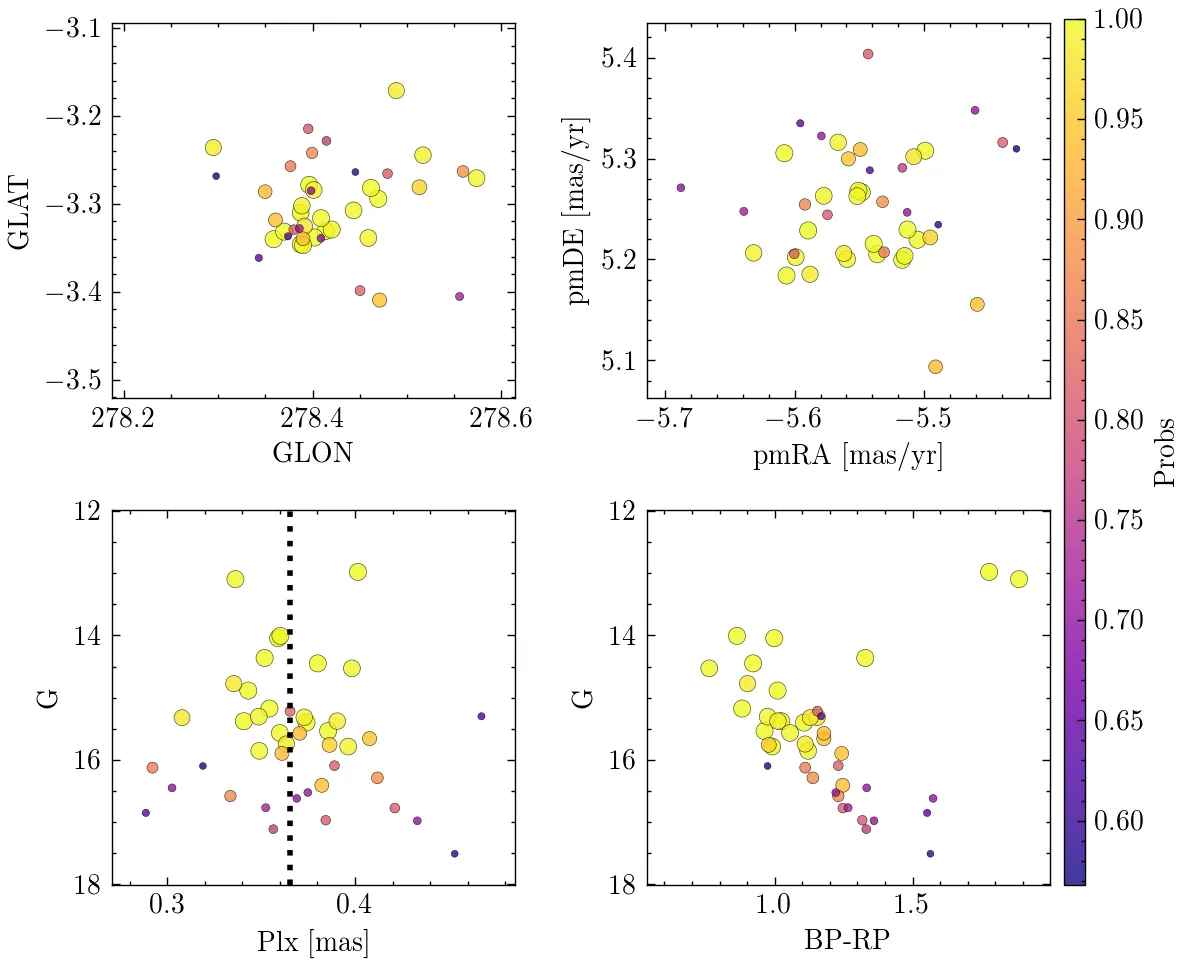 −3.1
−3.2
−3.3
−3.4
−3.5
GLAT
278.2 278.4 278.6
GLON
5.4
5.3
5.2
5.1
pmDE [mas/yr]
−5.7 −5.6 −5.5
pmRA [mas/yr]
12
14
16
18
G
0.3 0.4
Plx [mas]
12
14
16
18
G
1.0 1.5
BP-RP
1.00
0.95
0.90
0.85
0.80
0.75
0.70
0.65
0.60
Probs